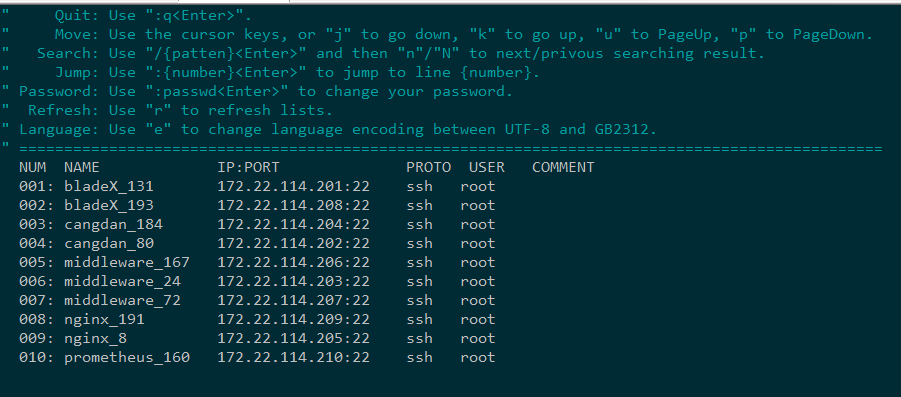 "     Quit: Use ":q<Enter>".
"     Move: Use the cursor keys, or "j" to go down, "k" to go up, "u" to PageUp, "p" to PageDown.
"   Search: Use "/{patten}<Enter>" and then "n"/"N" to next/privous searching result.
"     Jump: Use ":{number}<Enter>" to jump to line {number}.
" Password: Use ":passwd<Enter>" to change your password.
"  Refresh: Use "r" to refresh lists.
" Language: Use "e" to change language encoding between UTF-8 and GB2312.
" ================================================================================================
  NUM  NAME             IP:PORT              PROTO  USER   COMMENT
  001: bladeX_131       172.22.114.201:22    ssh   root
  002: bladeX_193       172.22.114.208:22    ssh   root
  003: cangdan_184      172.22.114.204:22    ssh   root
  004: cangdan_80       172.22.114.202:22    ssh   root
  005: middleware_167   172.22.114.206:22    ssh   root
  006: middleware_24    172.22.114.203:22    ssh   root
  007: middleware_72    172.22.114.207:22    ssh   root
  008: nginx_191        172.22.114.209:22    ssh   root
  009: nginx_8          172.22.114.205:22    ssh   root
  010: prometheus_160   172.22.114.210:22    ssh   root